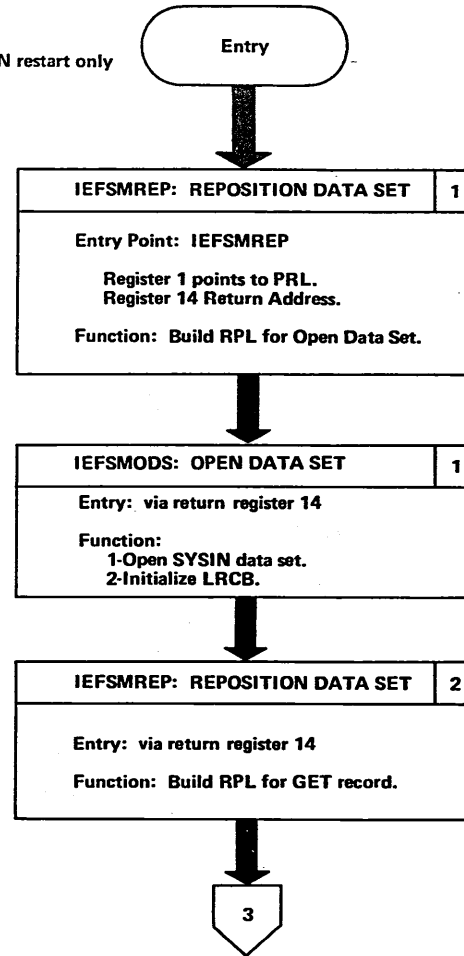 N restart only
Entry
IEFSMREP: REPOSITION DATA SET 1
Entry Point: IEFSMREP
Register 1 points to PRL.
Register 14 Return Address.
Function: Build RPL for Open Data Set.
IEFSMODS: OPEN DATA SET 1
Entry: via return register 14
Function:
1-Open SYSIN data set.
2-Initialize LRCB.
IEFSMREP: REPOSITION DATA SET 2
Entry: via return register 14
Function: Build RPL for GET record.
3